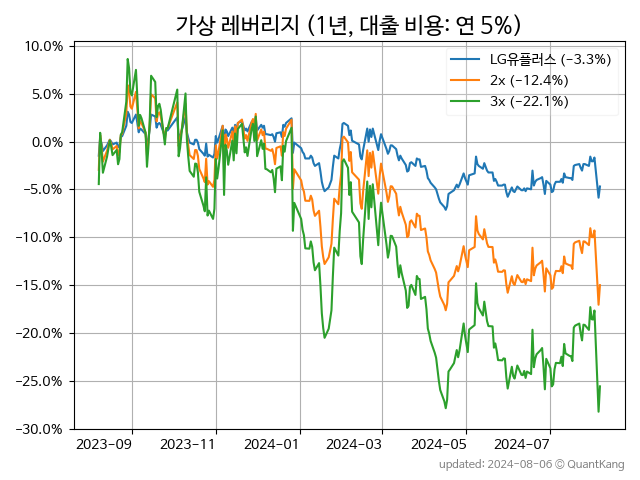 가상 레버리지 (1년, 대출 비용: 연 5%)
LG유플러스 (−3.3%)
2x (−12.4%)
3x (−22.1%)
10.0%
5.0%
0.0%
−5.0%
−10.0%
−15.0%
−20.0%
−25.0%
−30.0%
2023-09 2023-11 2024-01 2024-03 2024-05 2024-07
updated: 2024-08-06 © QuantKang